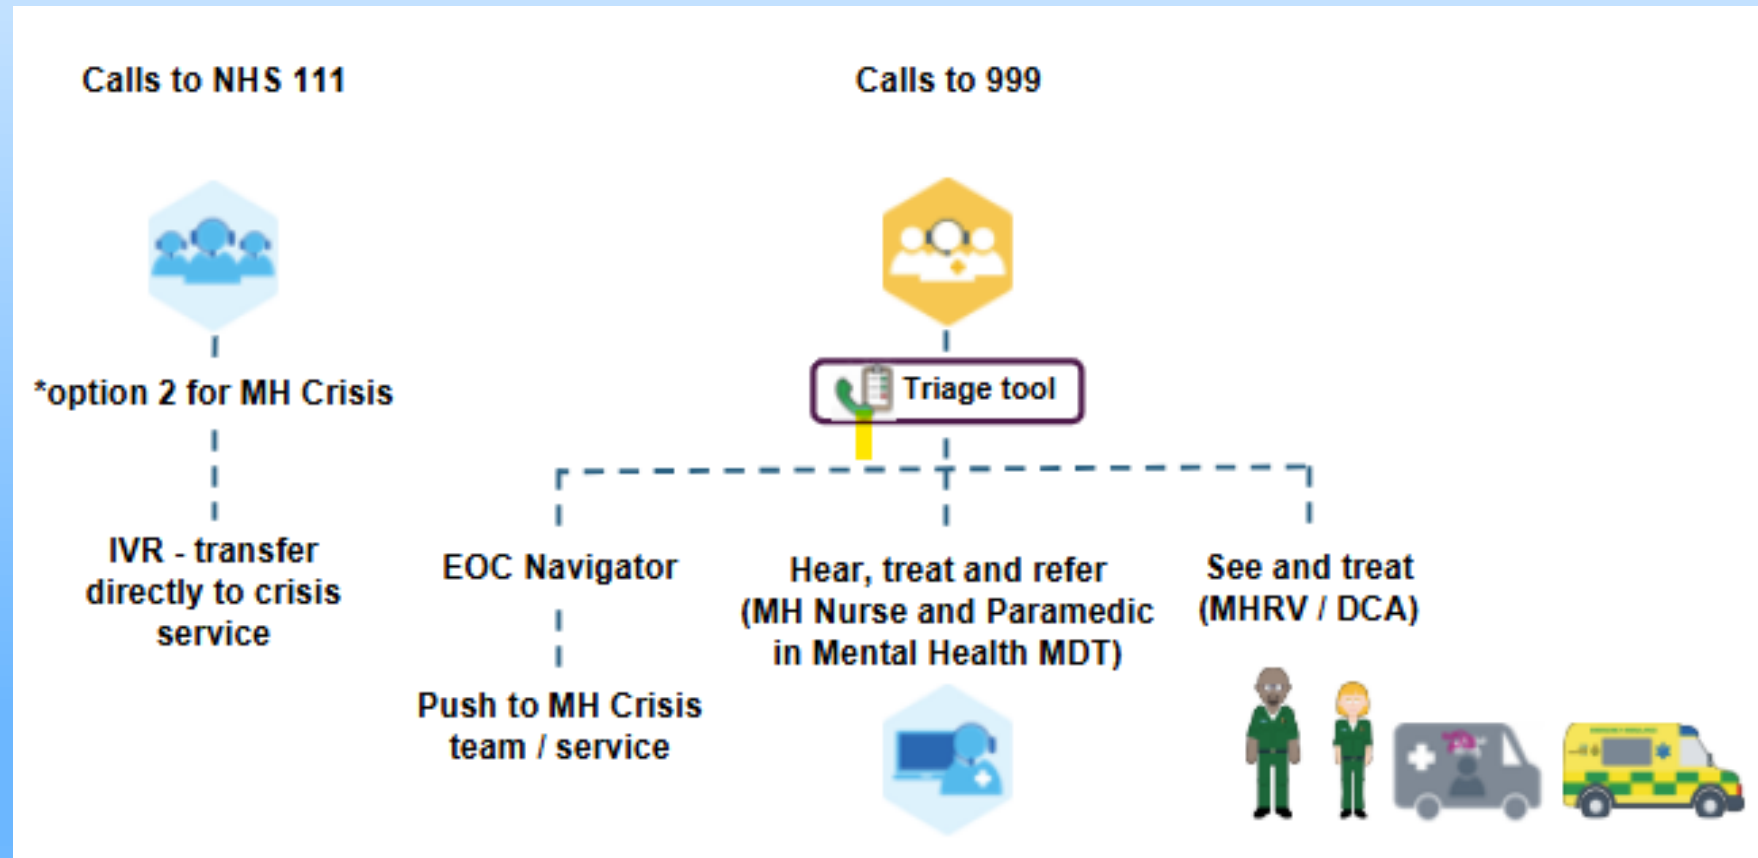 Calls to NHS 111
Calls to 999
*option 2 for MH Crisis
Triage tool
IVR - transfer
directly to crisis
service
EOC Navigator
Push to MH Crisis
team / service
Hear, treat and refer
(MH Nurse and Paramedic
in Mental Health MDT)
See and treat
(MHRV / DCA)